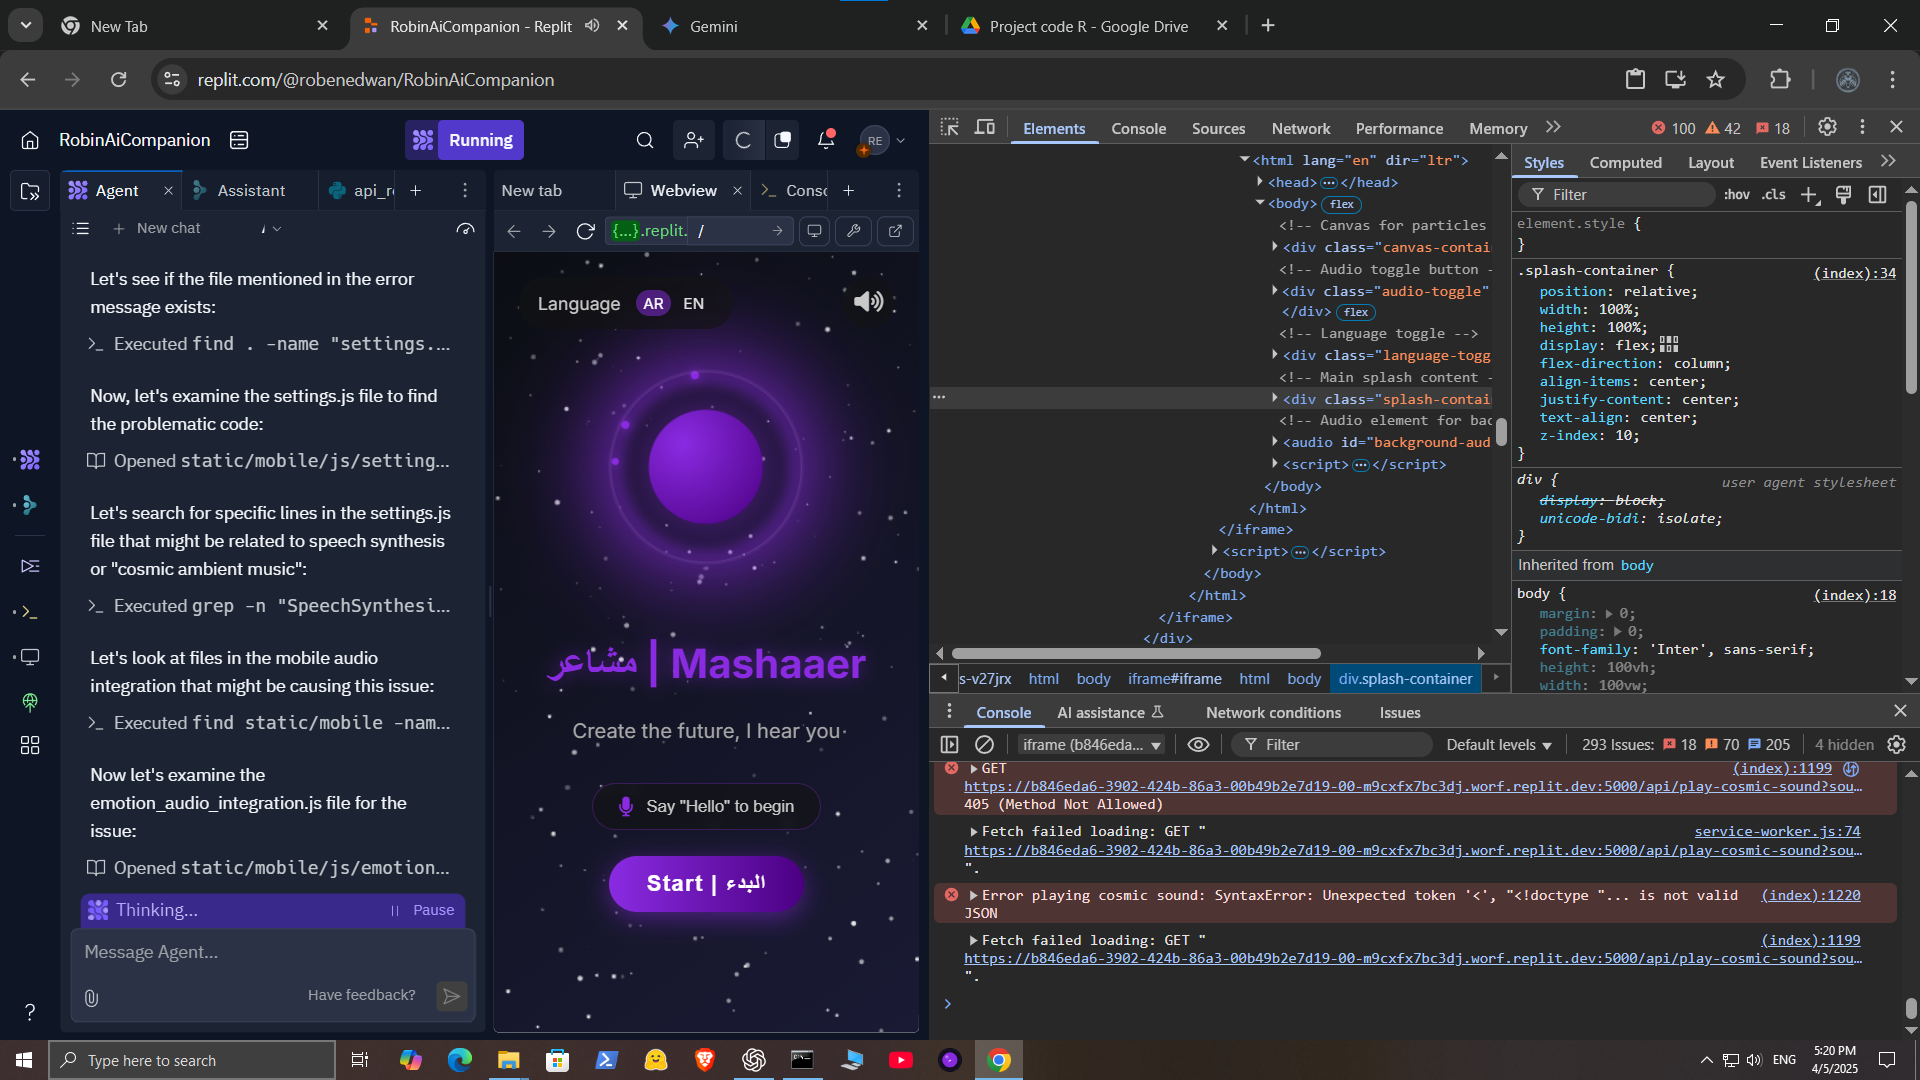 New Tab
RobinAiCompanion - Replit
Gemini
Project code R - Google Drive
replit.com/@robenedwan/RobinAiCompanion
RobinAiCompanion
Running
RE
Agent
Assistant
api_r
New chat
Let's see if the file mentioned in the error
message exists:
Executed find . -name "settings....
Now, let's examine the settings.js file to find
the problematic code:
Opened static/mobile/js/setting...
Let's search for specific lines in the settings.js
file that might be related to speech synthesis
or "cosmic ambient music":
Executed grep -n "SpeechSynthesi...
Let's look at files in the mobile audio
integration that might be causing this issue:
Executed find static/mobile -nam...
Now let's examine the
emotion_audio_integration.js file for the
issue:
Opened static/mobile/js/emotion...
Thinking...
Pause
Message Agent...
Have feedback?
New tab
Webview
Consc
{...}.replit. /
Language AR EN
مشاعر | Mashaaer
Create the future, I hear you
Say "Hello" to begin
Start | البدء
Elements Console Sources Network Performance Memory
100 42 18
<html lang="en" dir="ltr">
<head> </head>
<body> flex
<!-- Canvas for particles
<div class="canvas-contai
<!-- Audio toggle button -
<div class="audio-toggle"
</div> flex
<!-- Language toggle -->
<div class="language-togg
<!-- Main splash content -
<div class="splash-contai
<!-- Audio element for bac
<audio id="background-aud
<script> </script>
</body>
</html>
</iframe>
<script> </script>
</body>
</html>
</iframe>
</div>
s-v27jrx html body iframe#iframe html body div.splash-container
Styles Computed Layout Event Listeners
Filter
:hov .cls
element.style {
}
.splash-container { (index):34
position: relative;
width: 100%;
height: 100%;
display: flex;
flex-direction: column;
align-items: center;
justify-content: center;
text-align: center;
z-index: 10;
}
div { user agent stylesheet
display: block;
unicode-bidi: isolate;
}
Inherited from body
body { (index):18
margin: 0;
padding: 0;
font-family: 'Inter', sans-serif;
height: 100vh;
width: 100vw;
Console AI assistance Network conditions Issues
iframe (b846eda... Filter Default levels 293 Issues: 18 70 205 4 hidden
GET (index):1199
https://b846eda6-3902-424b-86a3-00b49b2e7d19-00-m9cxfx7bc3dj.worf.replit.dev:5000/api/play-cosmic-sound?sou…
405 (Method Not Allowed)
Fetch failed loading: GET " service-worker.js:74
https://b846eda6-3902-424b-86a3-00b49b2e7d19-00-m9cxfx7bc3dj.worf.replit.dev:5000/api/play-cosmic-sound?sou…
".
Error playing cosmic sound: SyntaxError: Unexpected token '<', "<!doctype "... is not valid (index):1220
JSON
Fetch failed loading: GET " (index):1199
https://b846eda6-3902-424b-86a3-00b49b2e7d19-00-m9cxfx7bc3dj.worf.replit.dev:5000/api/play-cosmic-sound?sou…
".
Type here to search
ENG
5:20 PM
4/5/2025